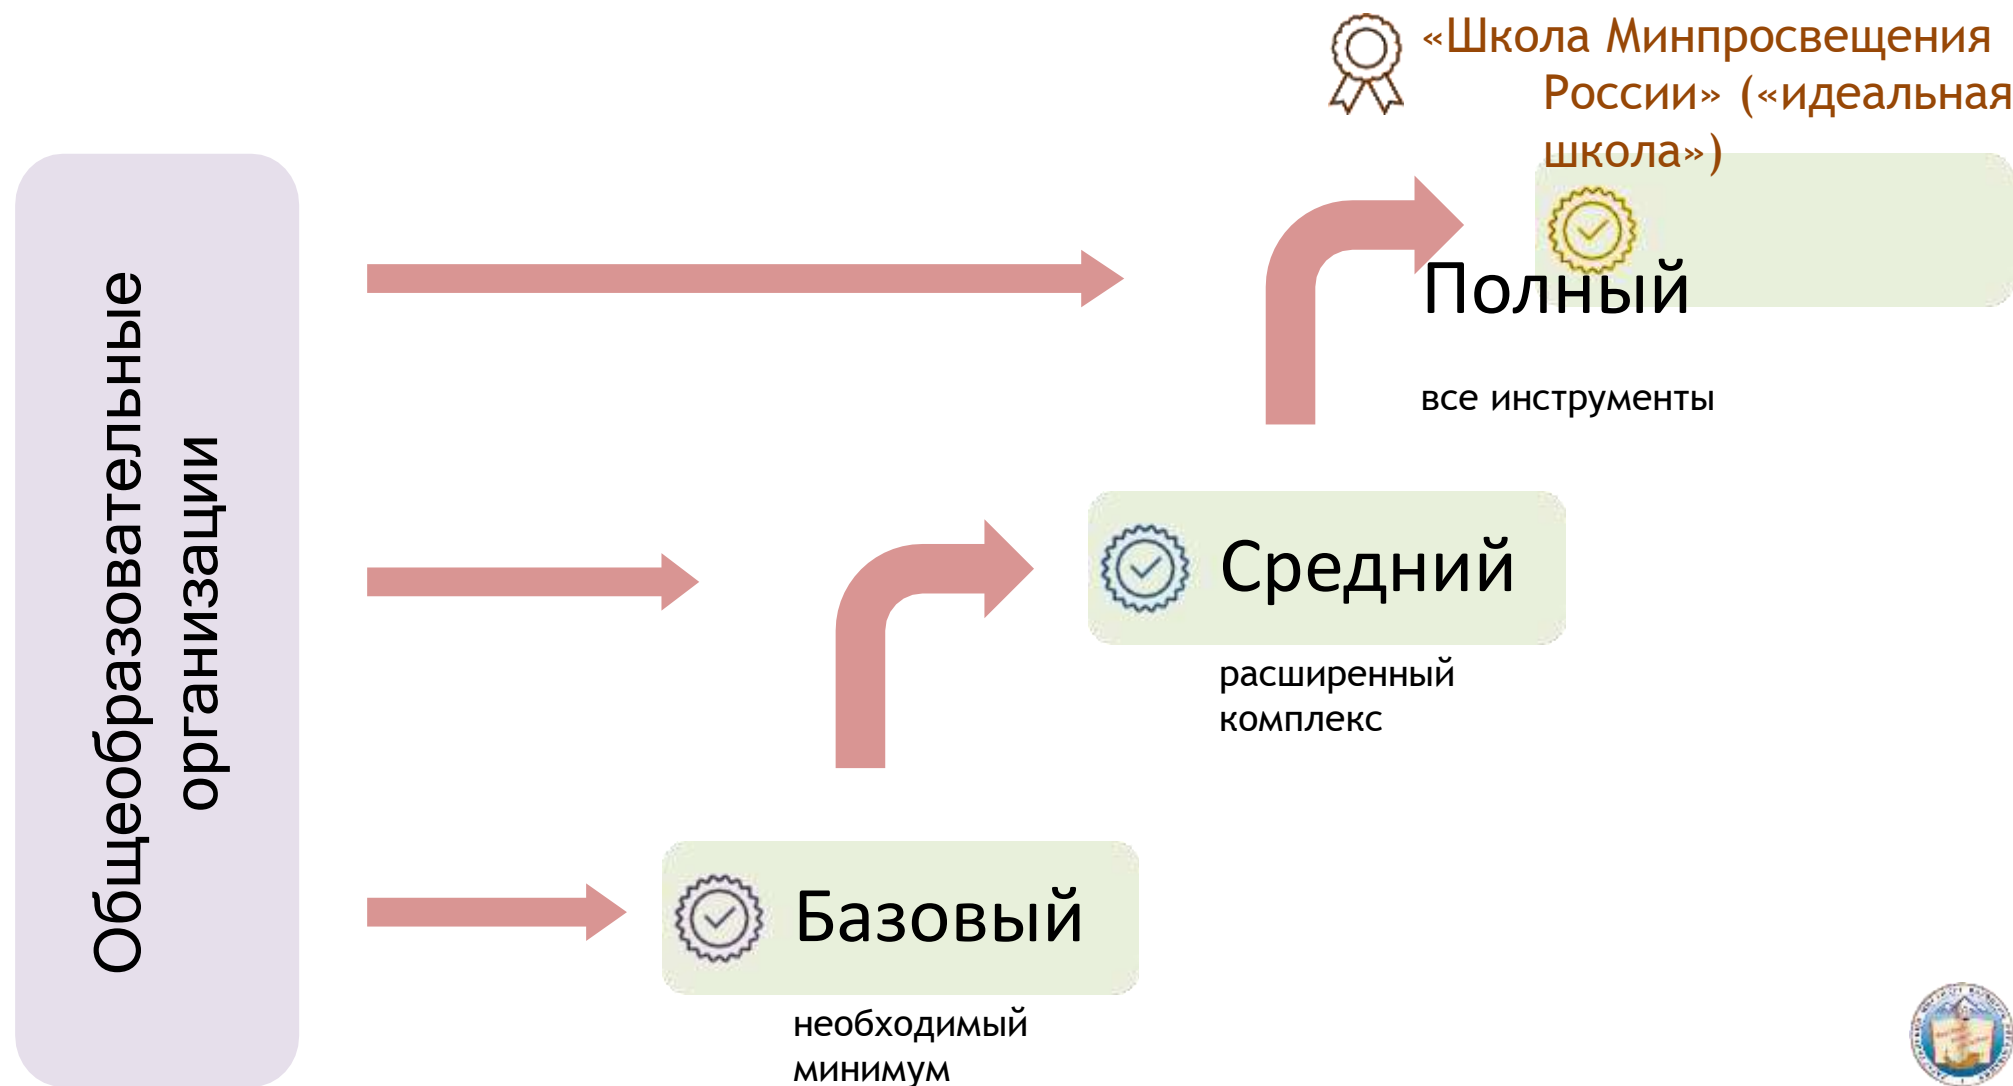 «Школа Минпросвещения
России» («идеальная
школа»)
Общеобразовательные
организации
Полный
все инструменты
Средний
расширенный
комплекс
Базовый
необходимый
минимум